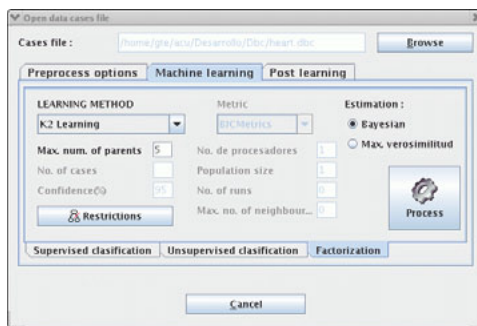 Open data cases file
Cases file :
/home/gte/acu/Desarrollo/Dbc/heart.dbc
Browse
Preprocess options
Machine learning
Post learning
LEARNING METHOD
Metric
Estimation :
K2 Learning
BICMetrics
Bayesian
Max. verosimilitud
Max. num. of parents
5
No. de procesadores
1
No. of cases
Population size
1
Confidence(%)
95
No. of runs
0
Restrictions
Max. no. of neighbour...
0
Process
Supervised clasification
Unsupervised clasification
Factorization
Cancel